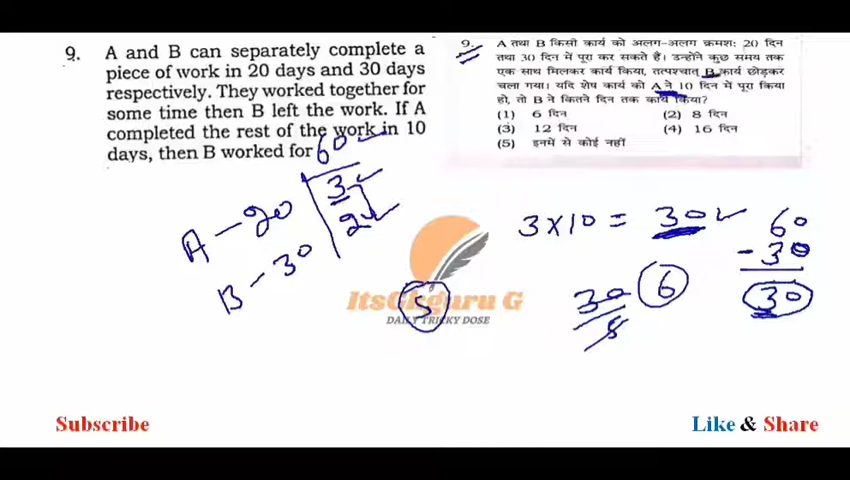 9. A and B can separately complete a
piece of work in 20 days and 30 days
respectively. They worked together for
some time then B left the work. If A
completed the rest of the work in 10
days, then B worked for
9. A तथा B किसी कार्य को अलग-अलग क्रमश: 20 दिन
तथा 30 दिन में पूरा कर सकते हैं। उन्होंने कुछ समय तक
एक साथ मिलकर कार्य किया, तत्पश्चात् B कार्य छोड़कर
चला गया। यदि शेष कार्य को A ने 10 दिन में पूरा किया
हो, तो B ने कितने दिन तक कार्य किया?
(1) 6 दिन (2) 8 दिन
(3) 12 दिन (4) 16 दिन
(5) इनमें से कोई नहीं
60
A - 20 3
B - 30 2
5
3 x 10 = 30
60
- 30
30
30 6
5
ItsGkguru G
DAILY TRICKY DOSE
Subscribe
Like & Share